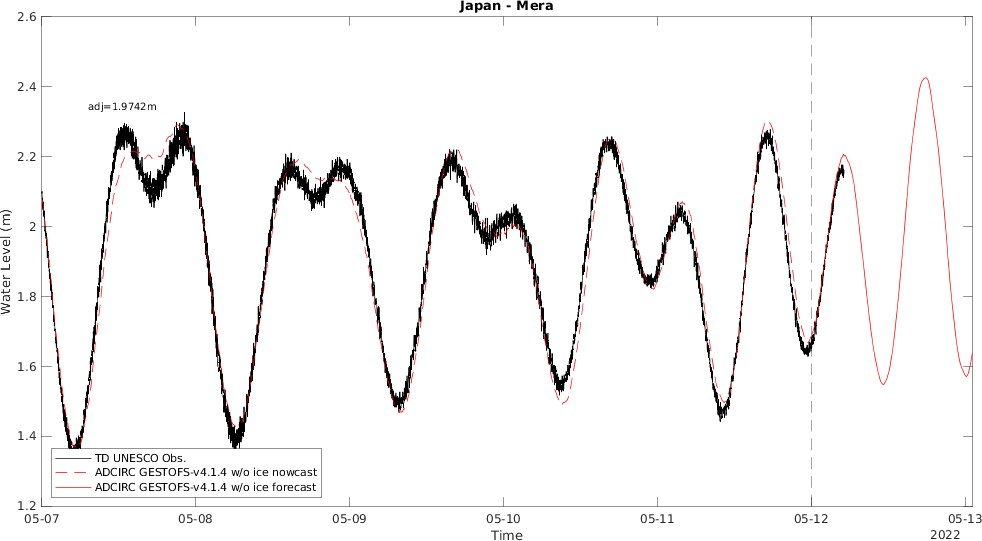 Japan - Mera
2.6
2.4
2.2
2
1.8
1.6
1.4
1.2
Water Level (m)
adj=1.9742m
TD UNESCO Obs.
ADCIRC GESTOFS-v4.1.4 w/o ice nowcast
ADCIRC GESTOFS-v4.1.4 w/o ice forecast
05-07 05-08 05-09 05-10 05-11 05-12 05-13
Time
2022